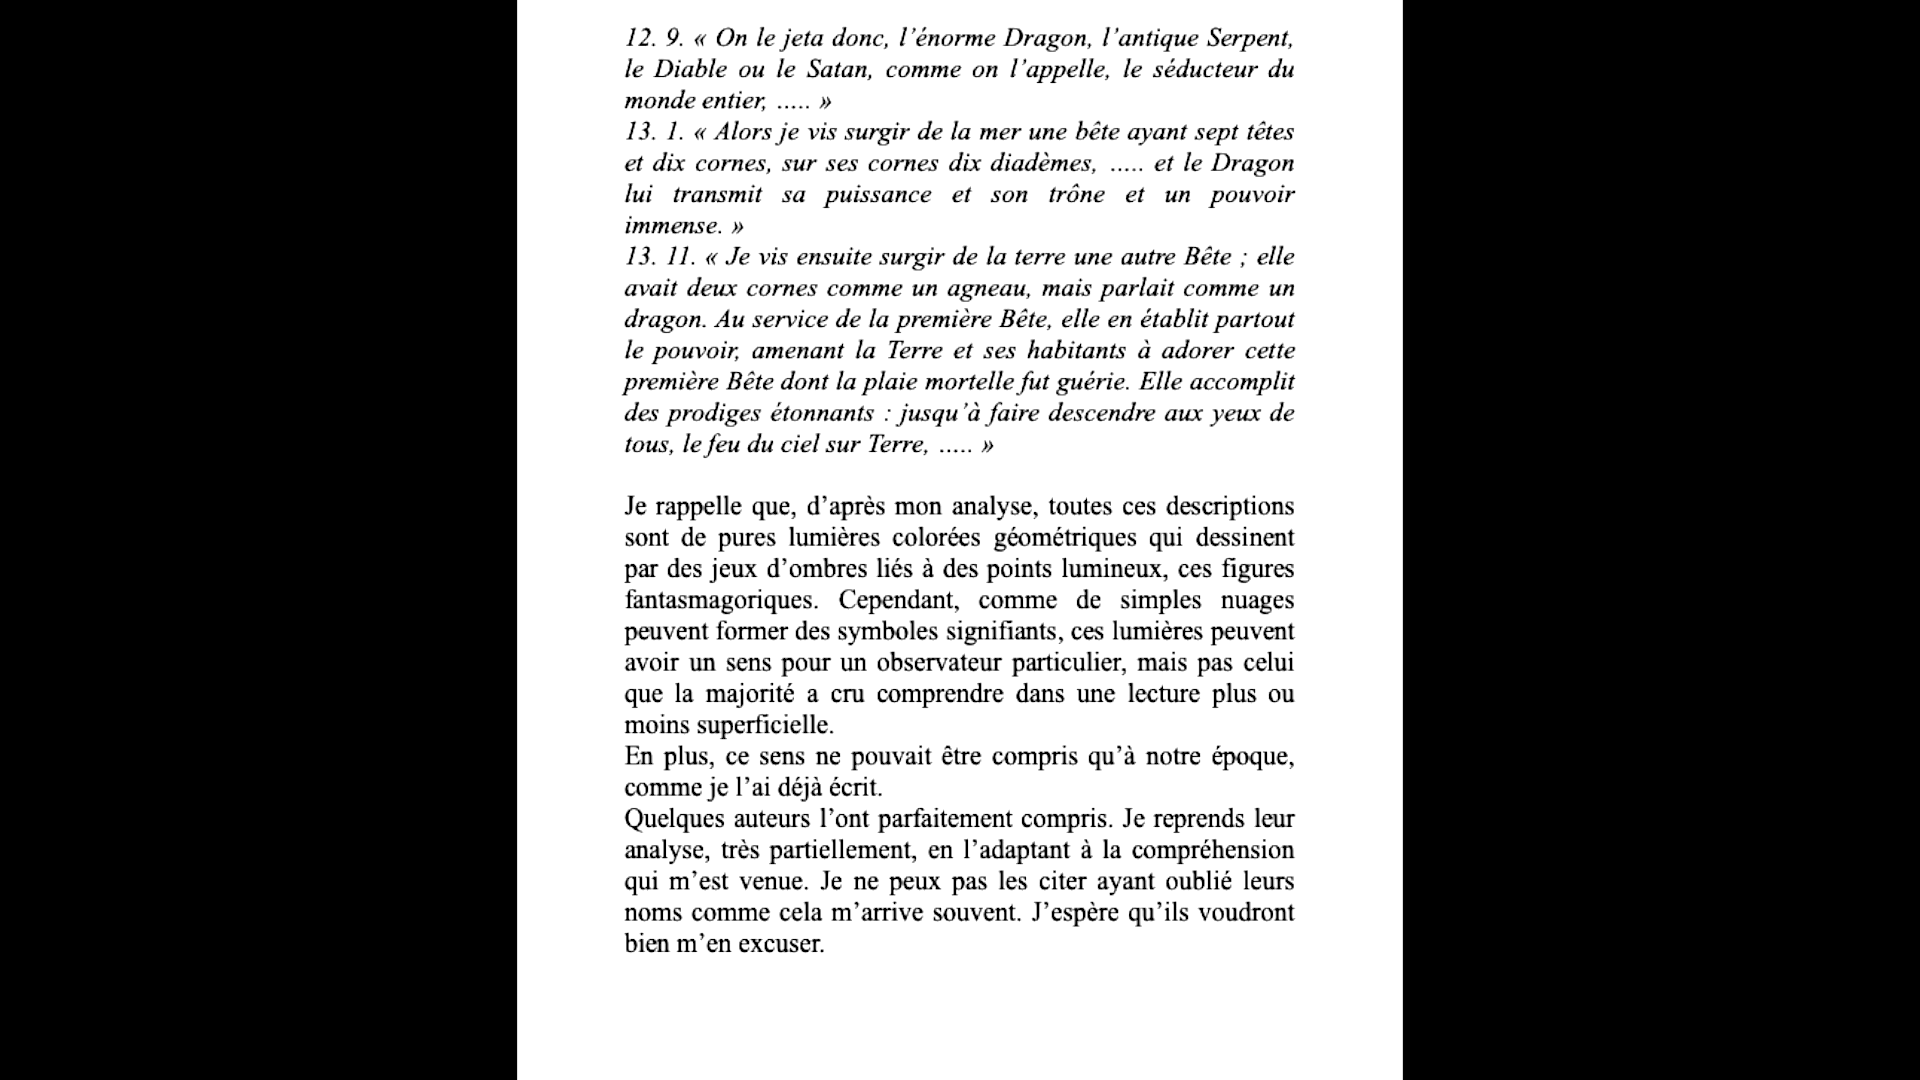 12. 9. « On le jeta donc, l’énorme Dragon, l’antique Serpent,
le Diable ou le Satan, comme on l’appelle, le séducteur du
monde entier, ..... »
13. 1. « Alors je vis surgir de la mer une bête ayant sept têtes
et dix cornes, sur ses cornes dix diadèmes, ..... et le Dragon
lui transmit sa puissance et son trône et un pouvoir
immense. »
13. 11. « Je vis ensuite surgir de la terre une autre Bête ; elle
avait deux cornes comme un agneau, mais parlait comme un
dragon. Au service de la première Bête, elle en établit partout
le pouvoir, amenant la Terre et ses habitants à adorer cette
première Bête dont la plaie mortelle fut guérie. Elle accomplit
des prodiges étonnants : jusqu’à faire descendre aux yeux de
tous, le feu du ciel sur Terre, ..... »
Je rappelle que, d’après mon analyse, toutes ces descriptions
sont de pures lumières colorées géométriques qui dessinent
par des jeux d’ombres liés à des points lumineux, ces figures
fantasmagoriques. Cependant, comme de simples nuages
peuvent former des symboles signifiants, ces lumières peuvent
avoir un sens pour un observateur particulier, mais pas celui
que la majorité a cru comprendre dans une lecture plus ou
moins superficielle.
En plus, ce sens ne pouvait être compris qu’à notre époque,
comme je l’ai déjà écrit.
Quelques auteurs l’ont parfaitement compris. Je reprends leur
analyse, très partiellement, en l’adaptant à la compréhension
qui m’est venue. Je ne peux pas les citer ayant oublié leurs
noms comme cela m’arrive souvent. J’espère qu’ils voudront
bien m’en excuser.